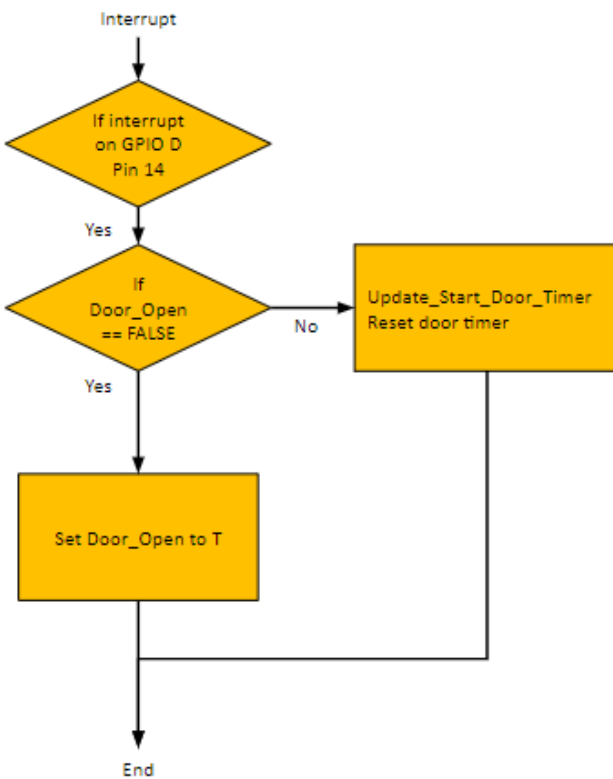 Interrupt
If interrupt
on GPIO D
Pin 14
Yes
If
Door_Open
== FALSE
No
Update_Start_Door_Timer
Reset door timer
Yes
Set Door_Open to T
End